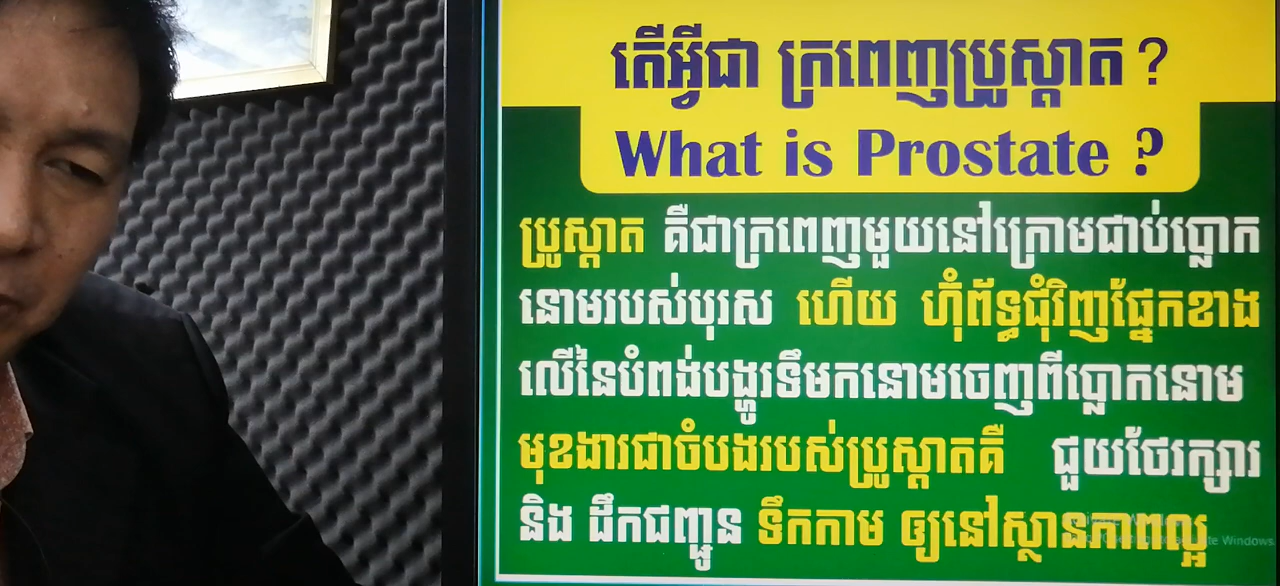 តើអ្វីជា ក្រពេញប្រូស្តាត ?
What is Prostate ?
ប្រូស្តាត គឺជាក្រពេញមួយនៅក្រោមជាប់ប្លោក
នោមរបស់បុរស ហើយ ហ៊ុំព័ទ្ធជុំវិញផ្នែកខាង
លើនៃបំពង់បង្ហូរទឹមកនោមចេញពីប្លោកនោម
មុខងារជាចំបងរបស់ប្រូស្តាតគឺ ជួយថែរក្សារ
និង ដឹកជញ្ជូន ទឹកកាម ឲ្យនៅស្ថានភាពល្អ